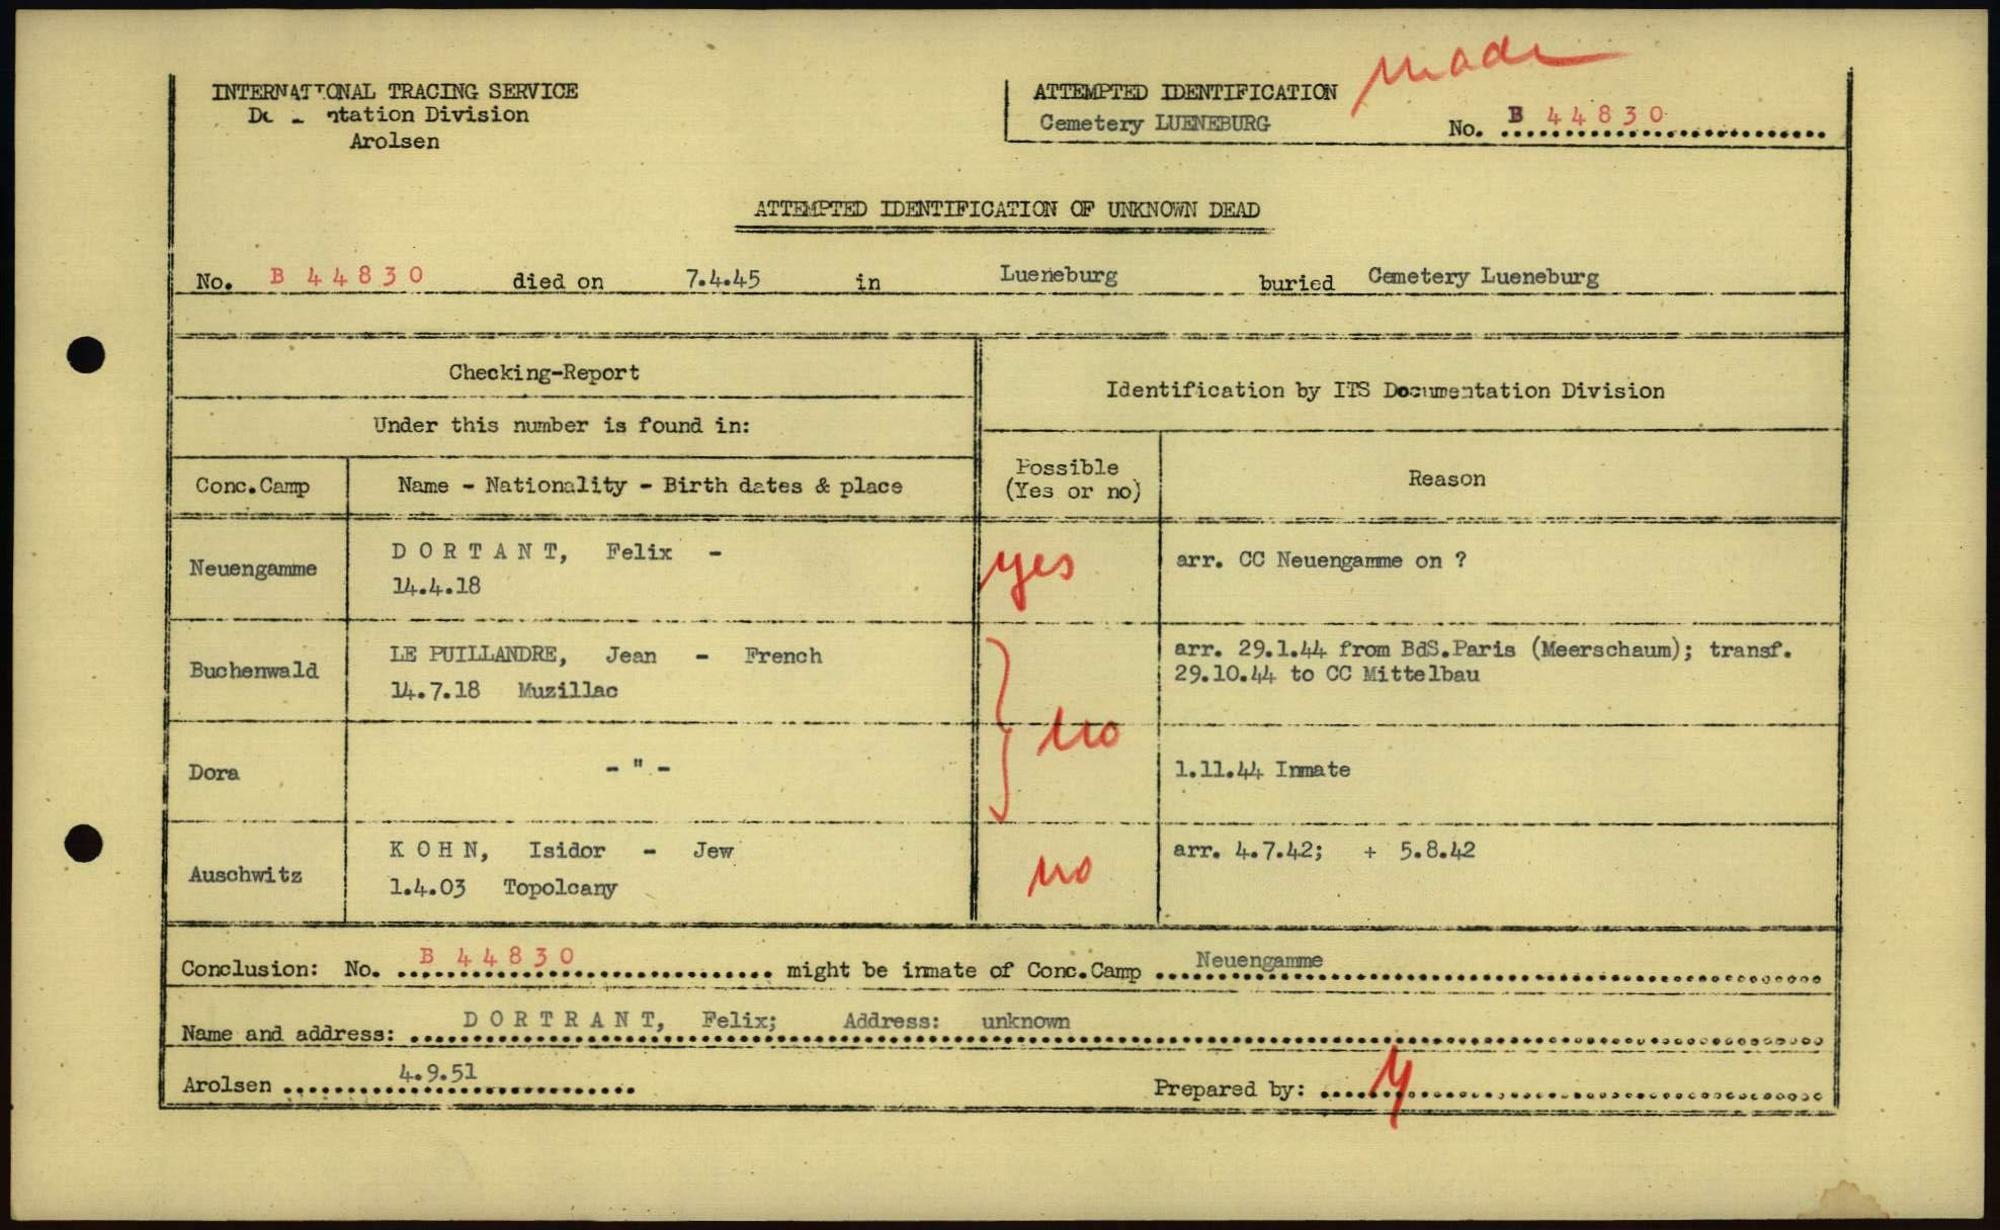 INTERNATIONAL TRACING SERVICE
Documentation Division
Arolsen
made
ATTEMPTED IDENTIFICATION
Cemetery LUENEBURG
No. B 44830
ATTEMPTED IDENTIFICATION OF UNKNOWN DEAD
No. B 44830 died on 7.4.45 in Lueneburg buried Cemetery Lueneburg
Checking-Report
Under this number is found in:
Identification by ITS Documentation Division
Conc.Camp
Name - Nationality - Birth dates & place
Possible
(Yes or no)
Reason
Neuengamme
D O R T A N T, Felix -
14.4.18
yes
arr. CC Neuengamme on ?
Buchenwald
LE PUILLANDRE, Jean - French
14.7.18 Muzillac
arr. 29.1.44 from BdS.Paris (Meerschaum); transf.
29.10.44 to CC Mittelbau
no
Dora
- " -
1.11.44 Inmate
Auschwitz
K O H N, Isidor - Jew
1.4.03 Topolcany
no
arr. 4.7.42; + 5.8.42
Conclusion: No. B 44830 might be inmate of Conc.Camp Neuengamme
Name and address: D O R T R A N T, Felix; Address: unknown
Arolsen 4.9.51
Prepared by: